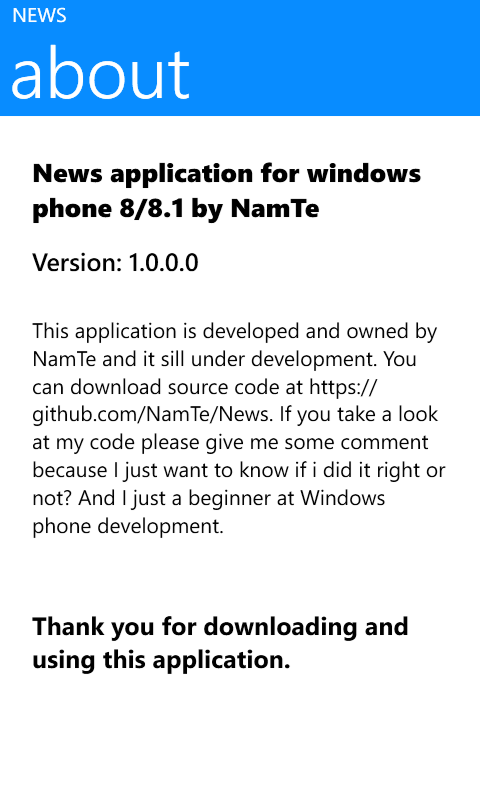 NEWS
about
News application for windows
phone 8/8.1 by NamTe
Version: 1.0.0.0
This application is developed and owned by
NamTe and it sill under development. You
can download source code at https://
github.com/NamTe/News. If you take a look
at my code please give me some comment
because I just want to know if i did it right or
not? And I just a beginner at Windows
phone development.
Thank you for downloading and
using this application.